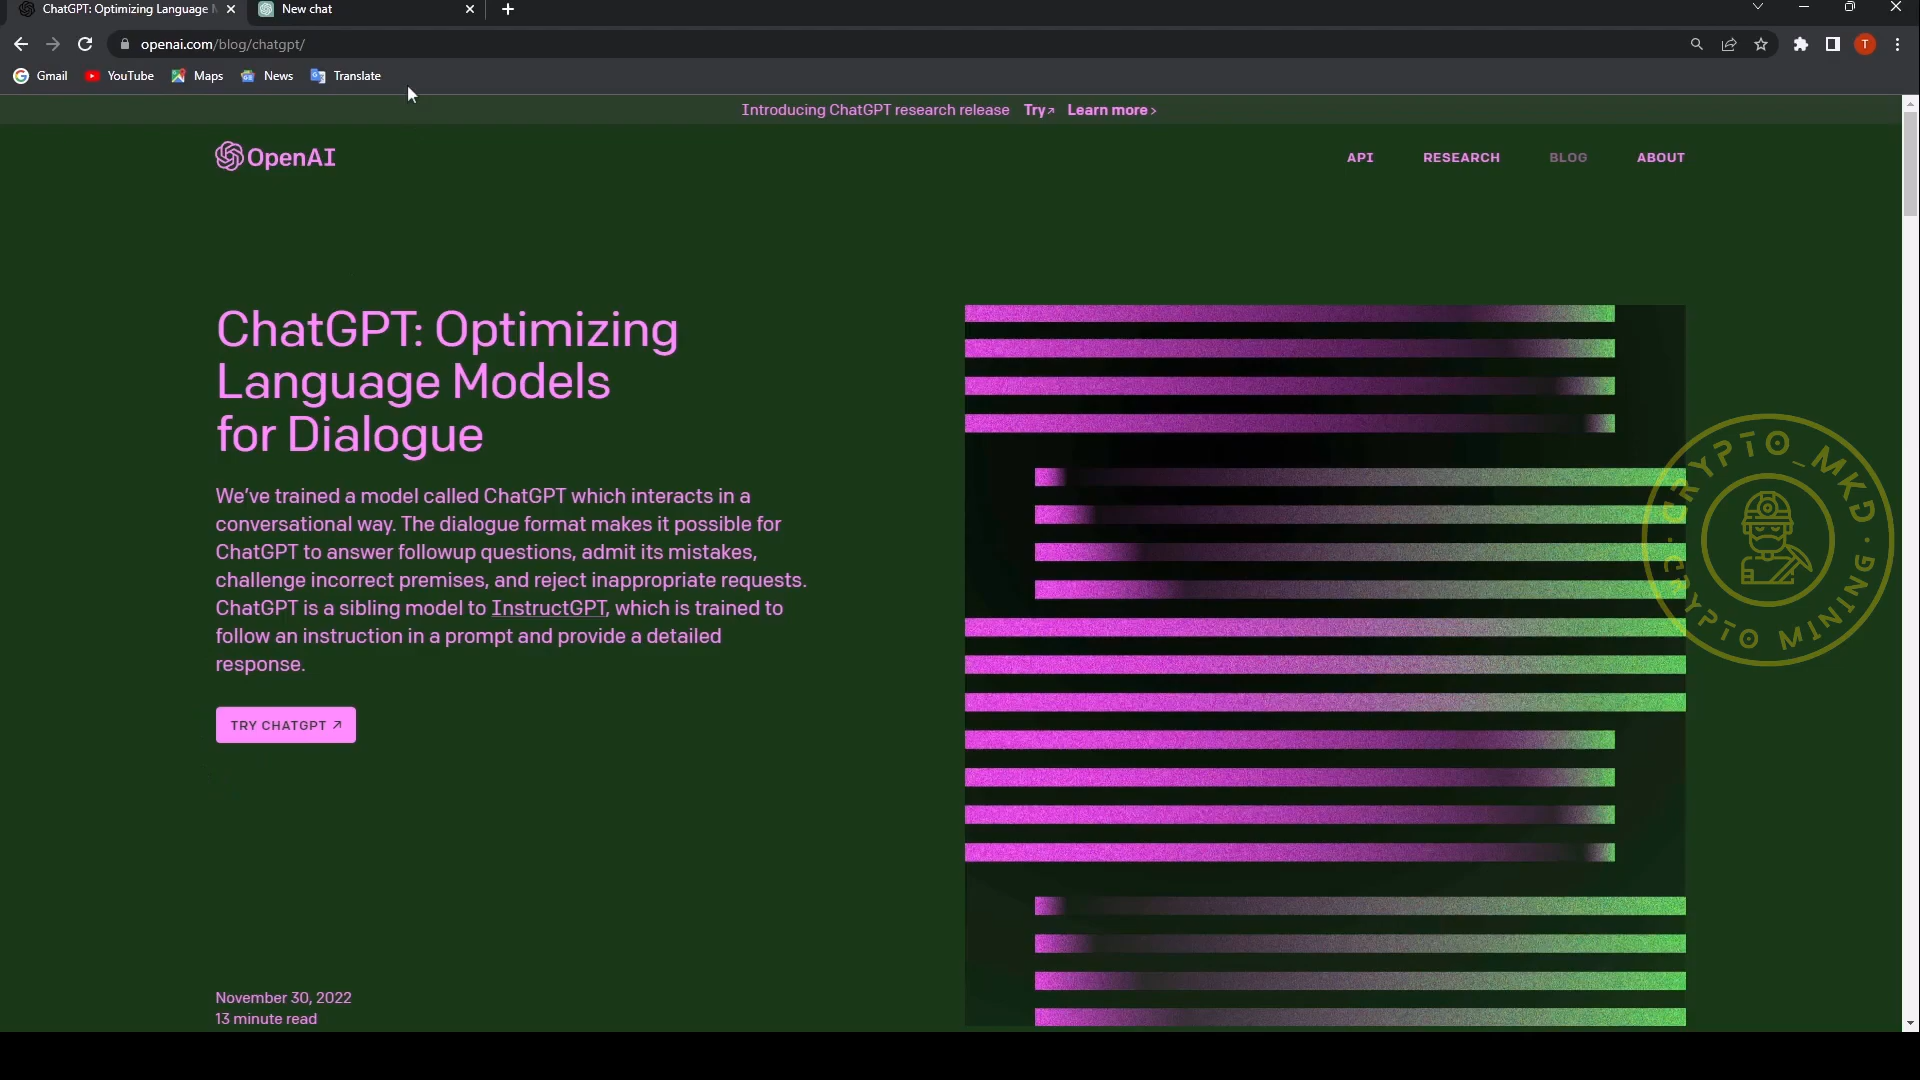 ChatGPT: Optimizing Language M
New chat
openai.com/blog/chatgpt/
T
Gmail
YouTube
Maps
News
Translate
Introducing ChatGPT research release Try↗ Learn more ›
OpenAI
API
RESEARCH
BLOG
ABOUT
ChatGPT: Optimizing
Language Models
for Dialogue
We've trained a model called ChatGPT which interacts in a
conversational way. The dialogue format makes it possible for
ChatGPT to answer followup questions, admit its mistakes,
challenge incorrect premises, and reject inappropriate requests.
ChatGPT is a sibling model to InstructGPT, which is trained to
follow an instruction in a prompt and provide a detailed
response.
TRY CHATGPT ↗
November 30, 2022
13 minute read
CRYPTO_MKD
CRYPTO MINING